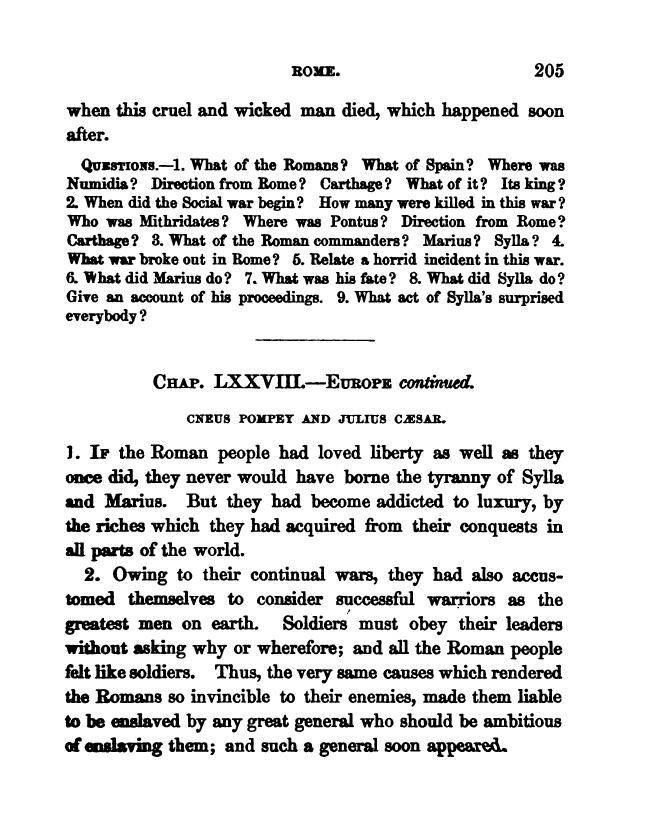 ROME. 205
when this cruel and wicked man died, which happened soon
after.
QUESTIONS.—1. What of the Romans? What of Spain? Where was
Numidia? Direction from Rome? Carthage? What of it? Its king?
2. When did the Social war begin? How many were killed in this war?
Who was Mithridates? Where was Pontus? Direction from Rome?
Carthage? 3. What of the Roman commanders? Marius? Sylla? 4.
What war broke out in Rome? 5. Relate a horrid incident in this war.
6. What did Marius do? 7. What was his fate? 8. What did Sylla do?
Give an account of his proceedings. 9. What act of Sylla's surprised
everybody?
CHAP. LXXVIII.—EUROPE continued.
CNEUS POMPEY AND JULIUS CÆSAR.
1. IF the Roman people had loved liberty as well as they
once did, they never would have borne the tyranny of Sylla
and Marius. But they had become addicted to luxury, by
the riches which they had acquired from their conquests in
all parts of the world.
2. Owing to their continual wars, they had also accus-
tomed themselves to consider successful warriors as the
greatest men on earth. Soldiers must obey their leaders
without asking why or wherefore; and all the Roman people
felt like soldiers. Thus, the very same causes which rendered
the Romans so invincible to their enemies, made them liable
to be enslaved by any great general who should be ambitious
of enslaving them; and such a general soon appeared.